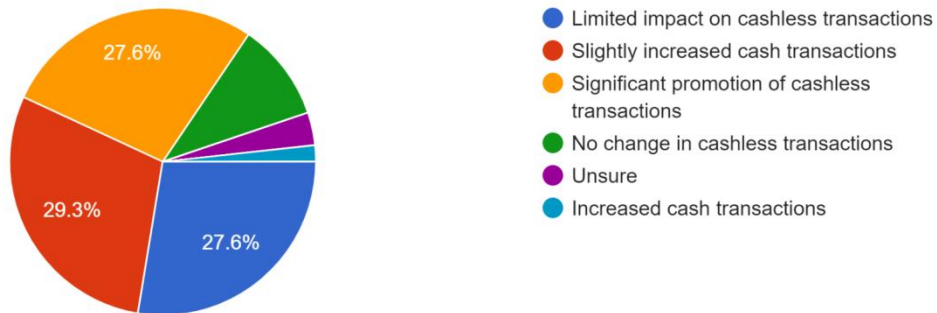 27.6%
29.3%
27.6%
Limited impact on cashless transactions
Slightly increased cash transactions
Significant promotion of cashless
transactions
No change in cashless transactions
Unsure
Increased cash transactions